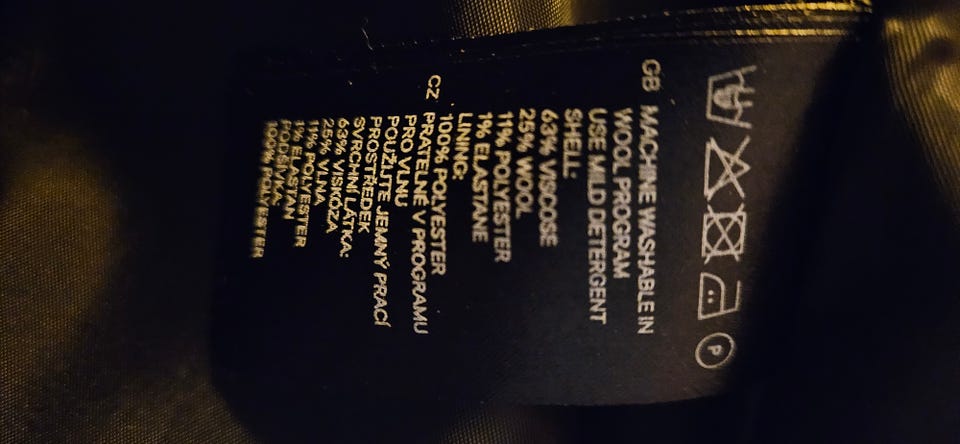 P
GB MACHINE WASHABLE IN
WOOL PROGRAM
USE MILD DETERGENT
SHELL:
63% VISCOSE
25% WOOL
11% POLYESTER
1% ELASTANE
LINING:
100% POLYESTER
CZ PRATELNÉ V PROGRAMU
PRO VLNU
POUŽIJTE JEMNÝ PRACÍ
PROSTŘEDEK
SVRCHNÍ LÁTKA:
63% VISKÓZA
25% VLNA
11% POLYESTER
1% ELASTAN
PODŠÍVKA:
100% POLYESTER